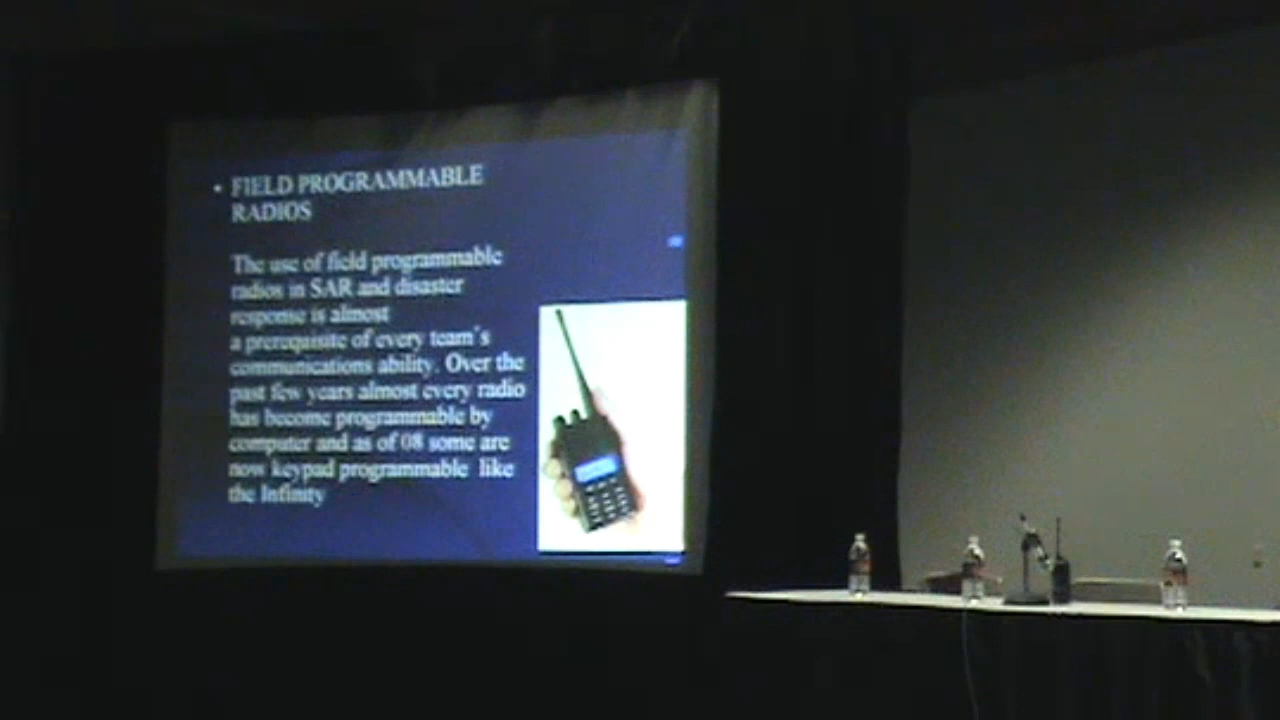 • FIELD PROGRAMMABLE
RADIOS
The use of field programmable
radios in SAR and disaster
response is almost
a prerequisite of every team's
communications ability. Over the
past few years almost every radio
has become programmable by
computer and as of 08 some are
now keypad programmable like
the Infinity